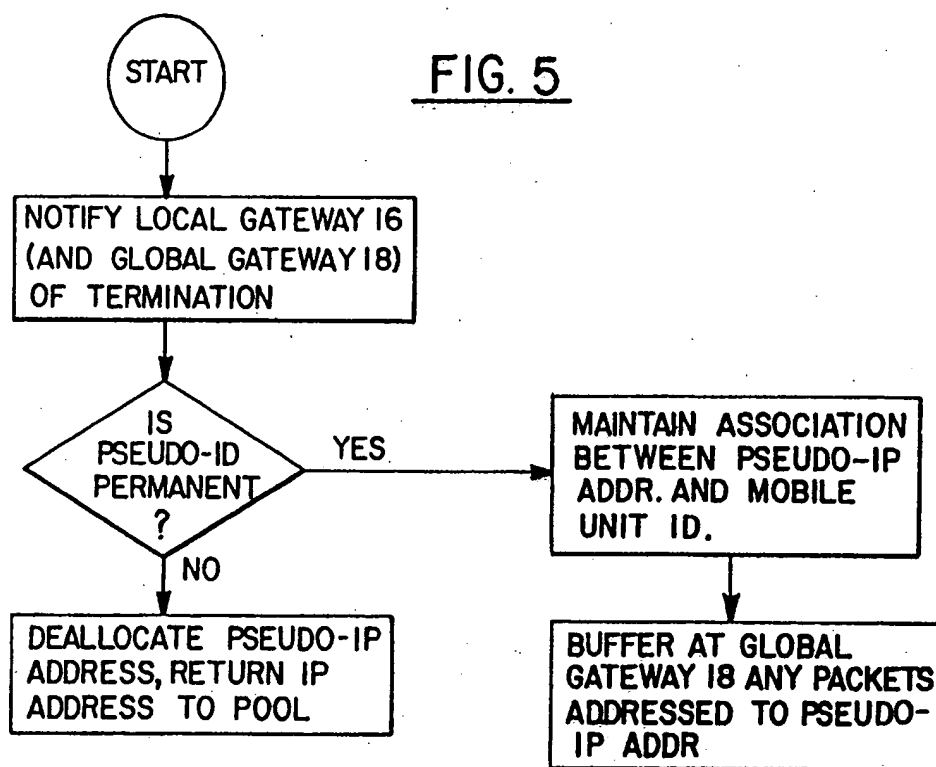 START
FIG. 5
NOTIFY LOCAL GATEWAY 16
(AND GLOBAL GATEWAY 18)
OF TERMINATION
IS
PSEUDO-ID
PERMANENT
?
YES
NO
MAINTAIN ASSOCIATION
BETWEEN PSEUDO-IP
ADDR. AND MOBILE
UNIT ID.
DEALLOCATE PSEUDO-IP
ADDRESS, RETURN IP
ADDRESS TO POOL
BUFFER AT GLOBAL
GATEWAY 18 ANY PACKETS
ADDRESSED TO PSEUDO-
IP ADDR